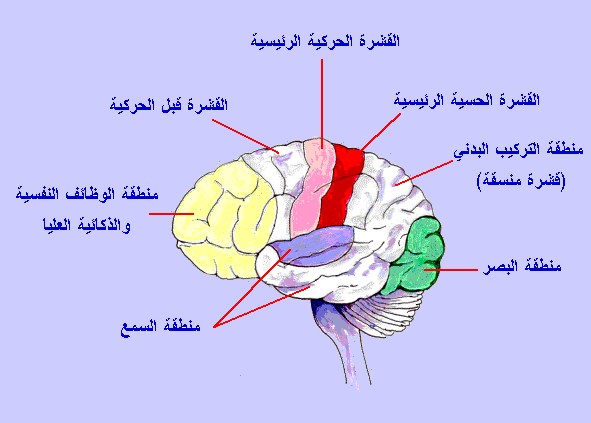 القشرة الحركية الرئيسية
القشرة الحسية الرئيسية
القشرة قبل الحركية
منطقة التركيب البدني
(قشرة منسقة)
منطقة الوظائف النفسية
والذكائية العليا
منطقة البصر
منطقة السمع